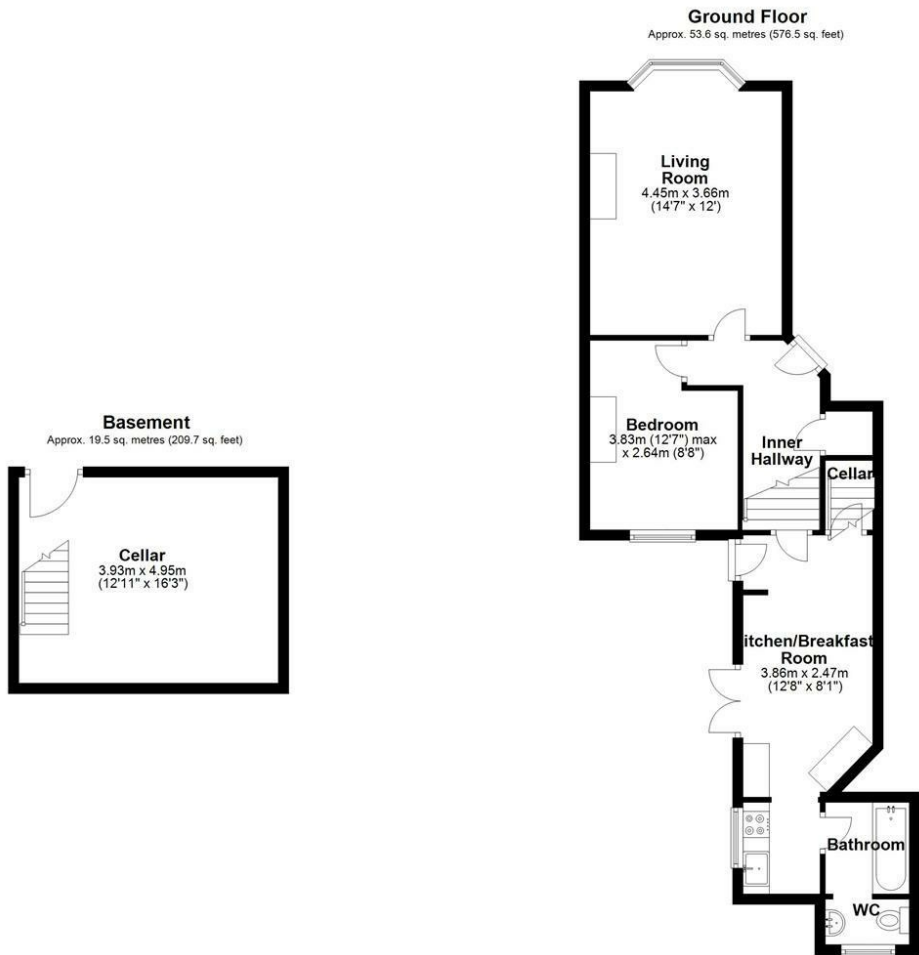 Ground Floor
Approx. 53.6 sq. metres (576.5 sq. feet)
Living
Room
4.45m x 3.66m
(14'7" x 12')
Basement
Approx. 19.5 sq. metres (209.7 sq. feet)
Bedroom
3.83m (12'7") max
x 2.64m (8'8")
Inner
Hallway
Cellar
Cellar
3.93m x 4.95m
(12'11" x 16'3")
itchen/Breakfast
Room
3.86m x 2.47m
(12'8" x 8'1")
Bathroom
WC